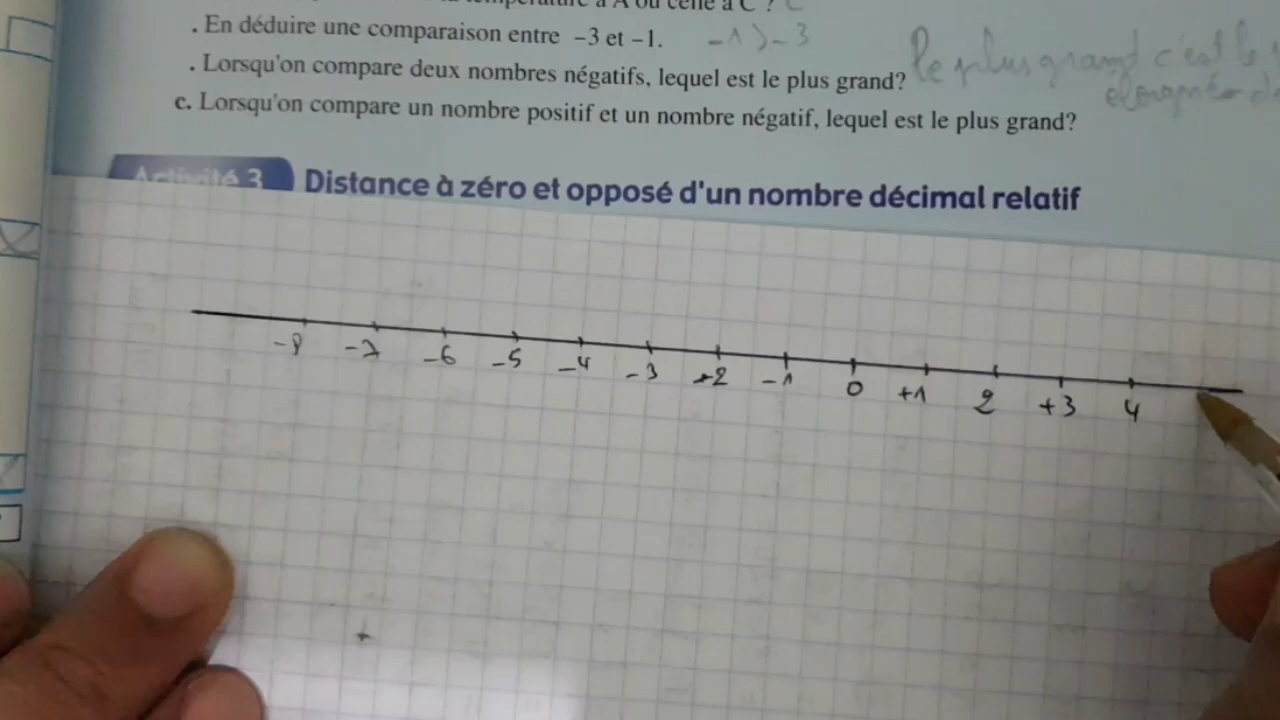 température à A ou celle à C ? C
. En déduire une comparaison entre −3 et −1. −1 > −3
. Lorsqu'on compare deux nombres négatifs, lequel est le plus grand? le plus grand c'est le
c. Lorsqu'on compare un nombre positif et un nombre négatif, lequel est le plus grand?
Activité 3 Distance à zéro et opposé d'un nombre décimal relatif
-8 -7 -6 -5 -4 -3 -2 -1 0 +1 2 +3 4
+